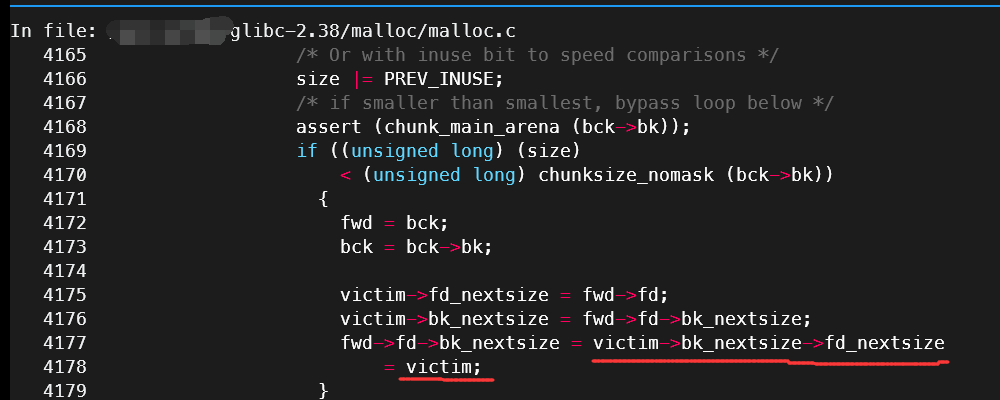 In file: glibc-2.38/malloc/malloc.c
4165 /* Or with inuse bit to speed comparisons */
4166 size |= PREV_INUSE;
4167 /* if smaller than smallest, bypass loop below */
4168 assert (chunk_main_arena (bck->bk));
4169 if ((unsigned long) (size)
4170 < (unsigned long) chunksize_nomask (bck->bk))
4171 {
4172 fwd = bck;
4173 bck = bck->bk;
4174
4175 victim->fd_nextsize = fwd->fd;
4176 victim->bk_nextsize = fwd->fd->bk_nextsize;
4177 fwd->fd->bk_nextsize = victim->bk_nextsize->fd_nextsize
4178 = victim;
4179 }